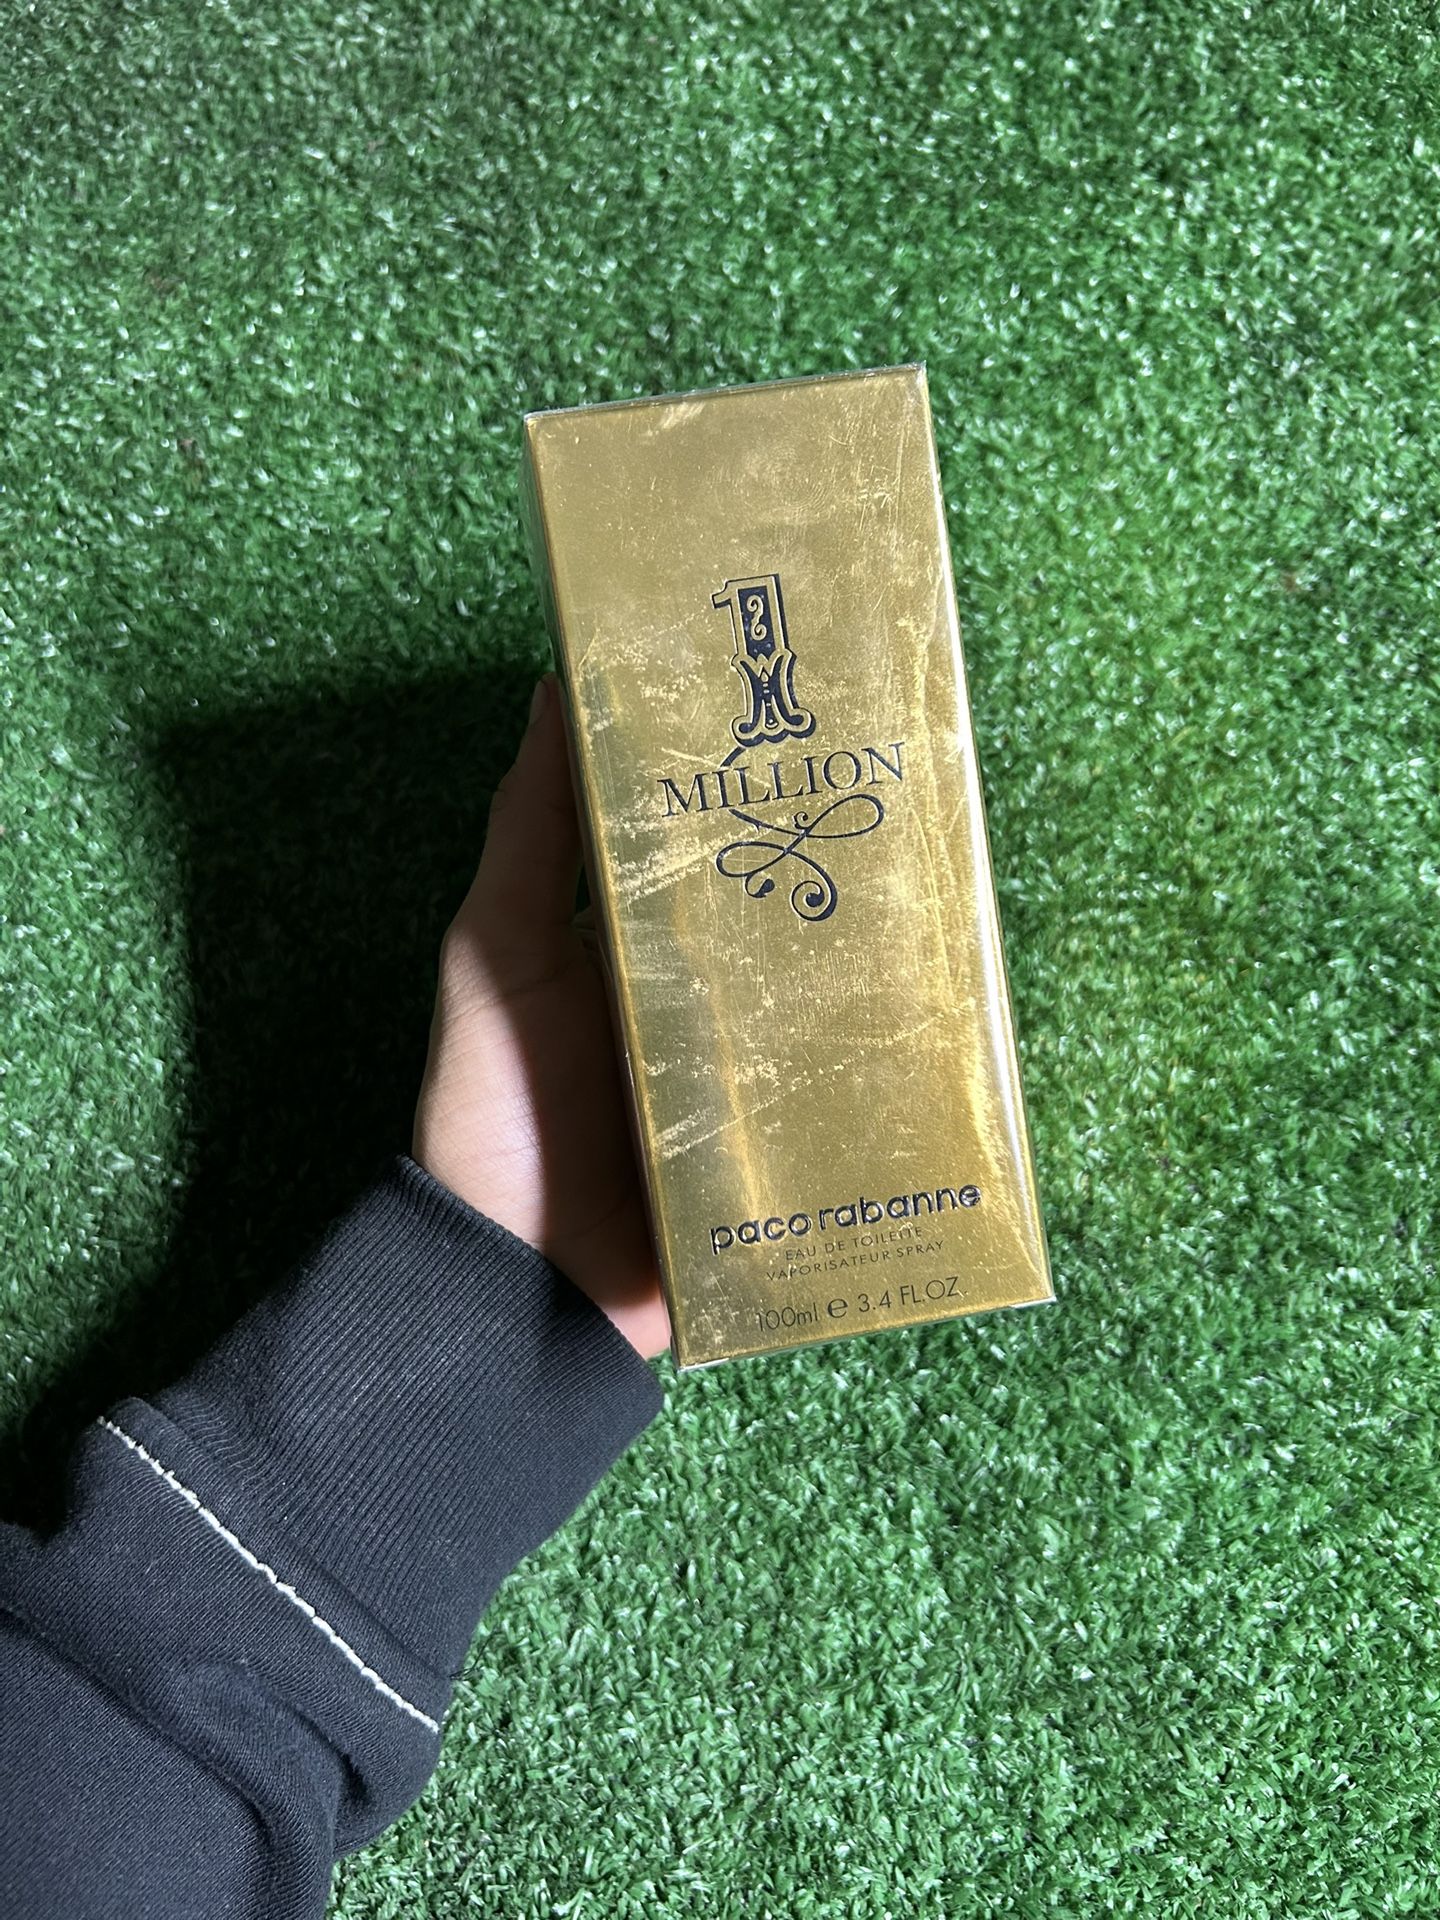 1
MILLION
paco rabanne
EAU DE TOILETTE
VAPORISATEUR SPRAY
100ml e 3.4 FL.OZ.